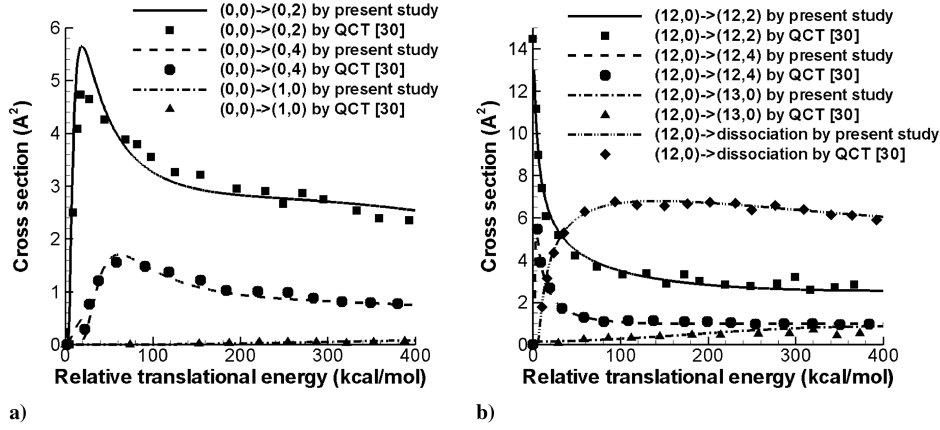 (0,0)->(0,2) by present study
(0,0)->(0,2) by QCT [30]
(0,0)->(0,4) by present study
(0,0)->(0,4) by QCT [30]
(0,0)->(1,0) by present study
(0,0)->(1,0) by QCT [30]
Cross section (A²)
6
5
4
3
2
1
0
0 100 200 300 400
Relative translational energy (kcal/mol)
a)
(12,0)->(12,2) by present study
(12,0)->(12,2) by QCT [30]
(12,0)->(12,4) by present study
(12,0)->(12,4) by QCT [30]
(12,0)->(13,0) by present study
(12,0)->(13,0) by QCT [30]
(12,0)->dissociation by present study
(12,0)->dissociation by QCT [30]
Cross section (A²)
14
12
10
8
6
4
2
0
0 100 200 300 400
Relative translational energy (kcal/mol)
b)